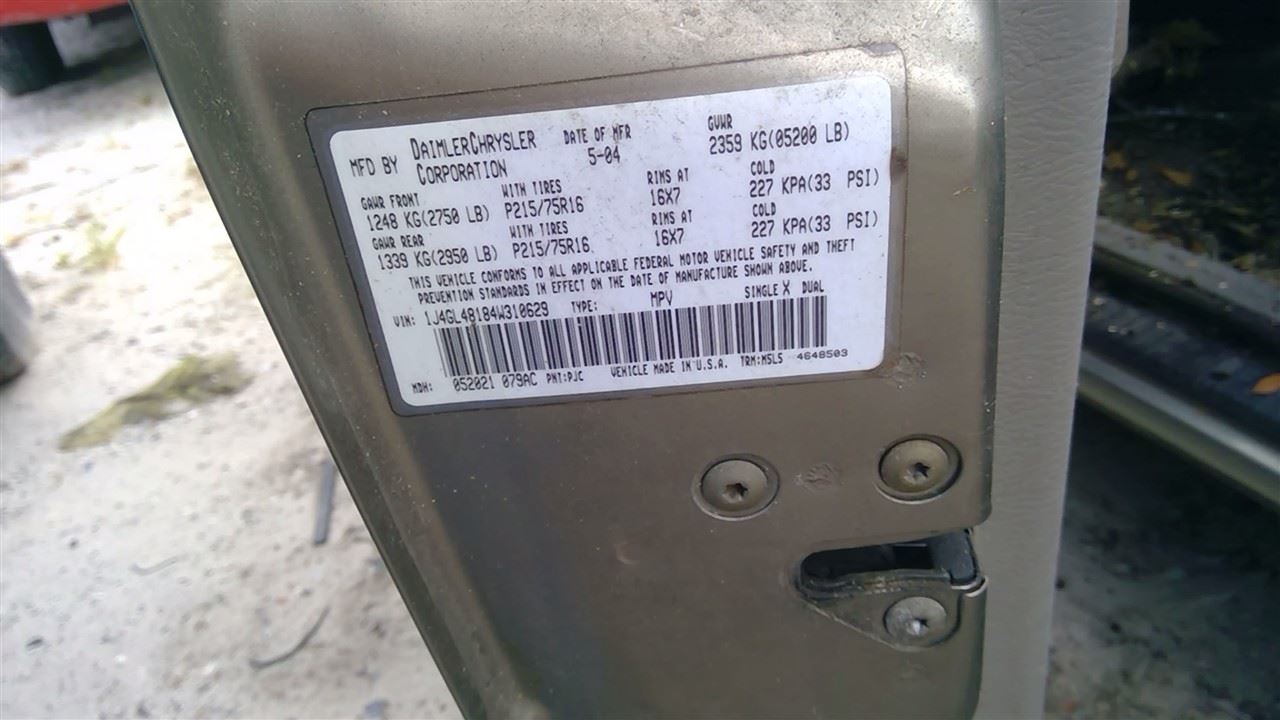 MFD BY DAIMLERCHRYSLER CORPORATION DATE OF MFR 5-04 GVWR 2359 KG(05200 LB)
GAWR FRONT WITH TIRES RIMS AT COLD
1248 KG(2750 LB) P215/75R16 16X7 227 KPA(33 PSI)
GAWR REAR WITH TIRES RIMS AT COLD
1339 KG(2950 LB) P215/75R16 16X7 227 KPA(33 PSI)
THIS VEHICLE CONFORMS TO ALL APPLICABLE FEDERAL MOTOR VEHICLE SAFETY AND THEFT
PREVENTION STANDARDS IN EFFECT ON THE DATE OF MANUFACTURE SHOWN ABOVE.
VIN: 1J4GL48184W310629 TYPE: MPV SINGLE X DUAL
MDH: 052021 079AC PNT:PJC VEHICLE MADE IN U.S.A. TRM:MSL5 4648503